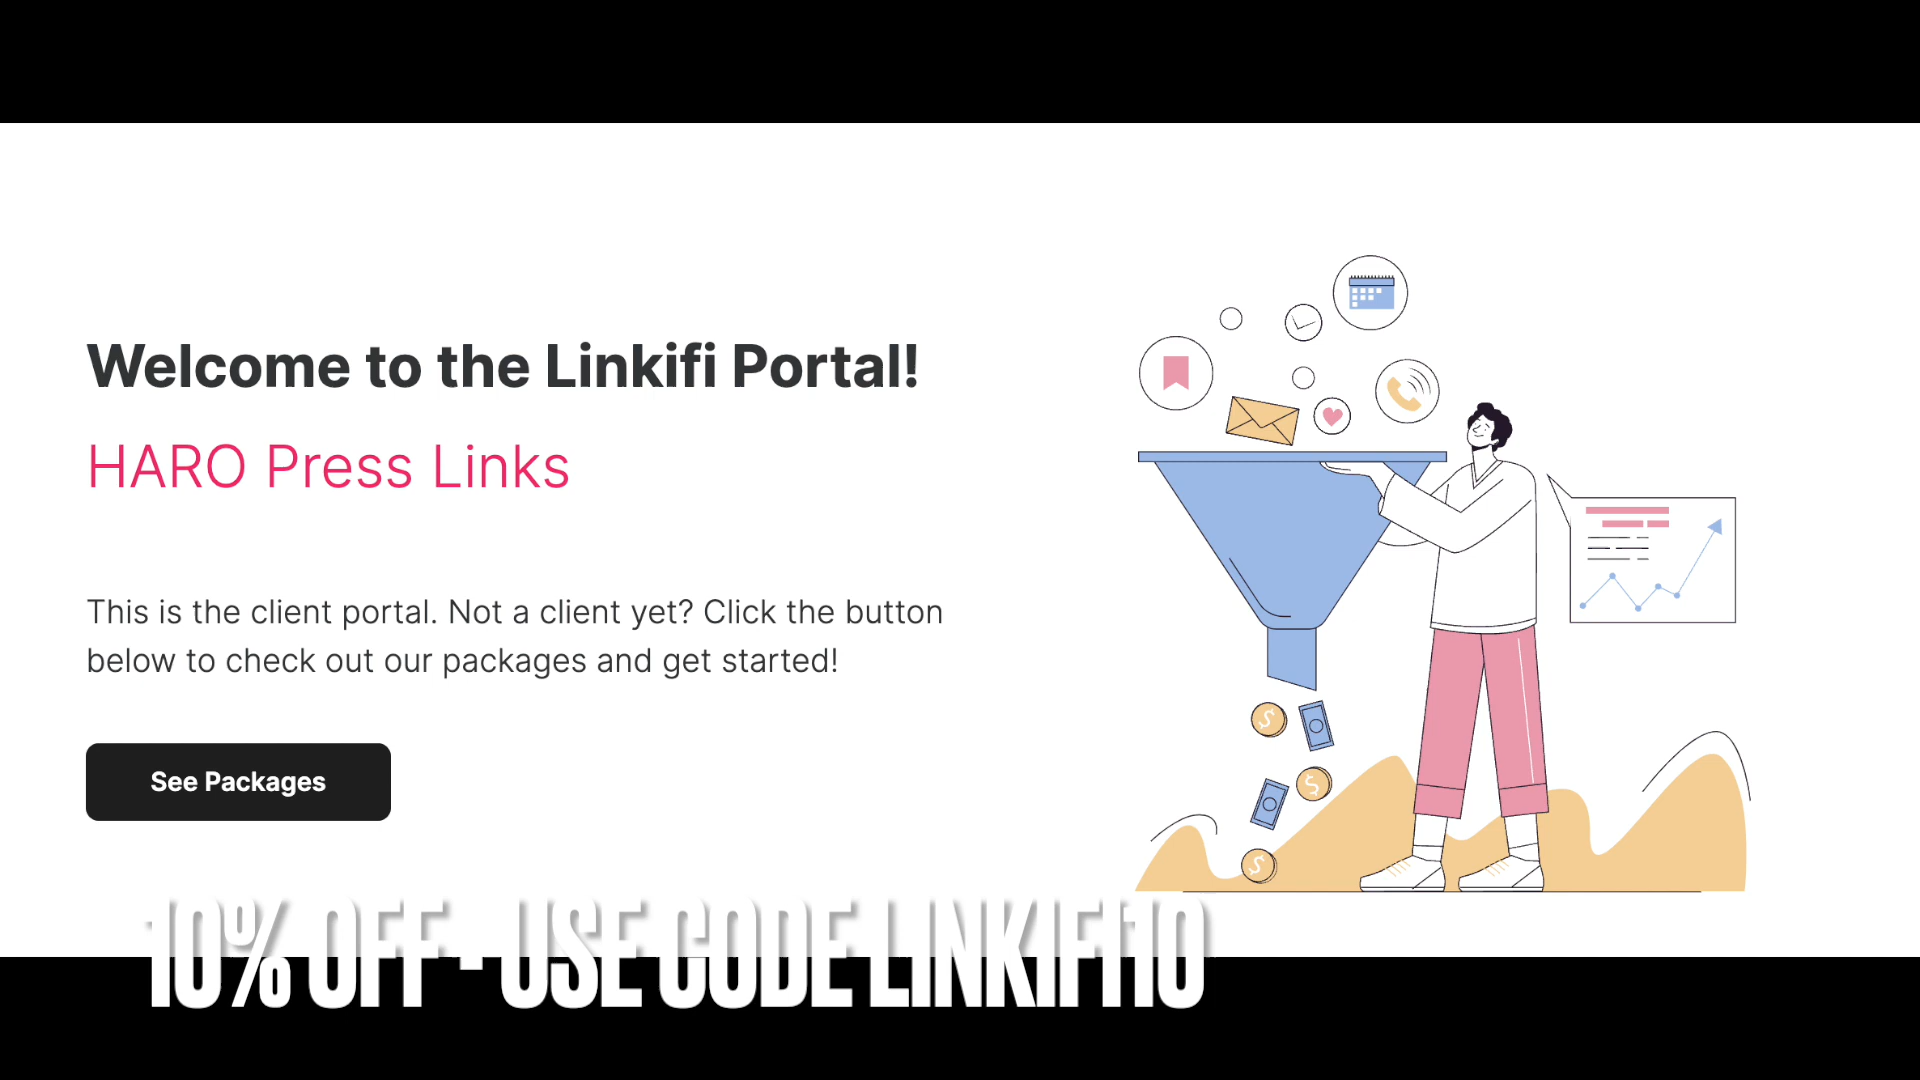 Welcome to the Linkifi Portal!
HARO Press Links
This is the client portal. Not a client yet? Click the button
below to check out our packages and get started!
See Packages
10% OFF - USE CODE LINKIFI10